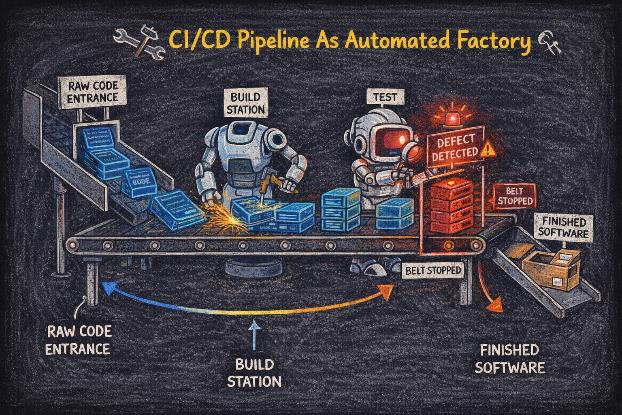 CI/CD Pipeline As Automated Factory
RAW CODE
ENTRANCE
BUILD
STATION
TEST
DEFECT
DETECTED
BELT
STOPPED
FINISHED
SOFTWARE
BELT STOPPED
RAW CODE
ENTRANCE
BUILD
STATION
FINISHED
SOFTWARE